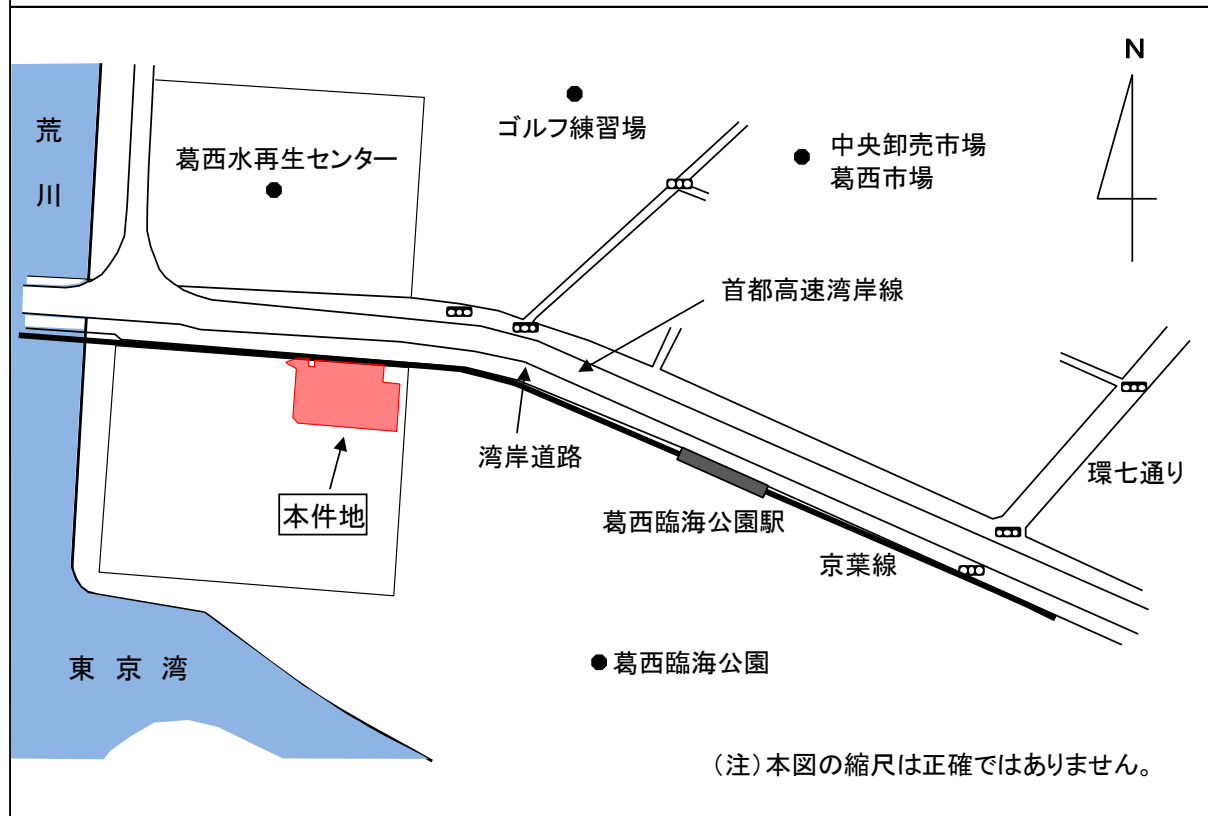 N
荒
川
葛西水再生センター
ゴルフ練習場
中央卸売市場
葛西市場
首都高速湾岸線
湾岸道路
環七通り
本件地
葛西臨海公園駅
京葉線
東京湾
葛西臨海公園
（注）本図の縮尺は正確ではありません。